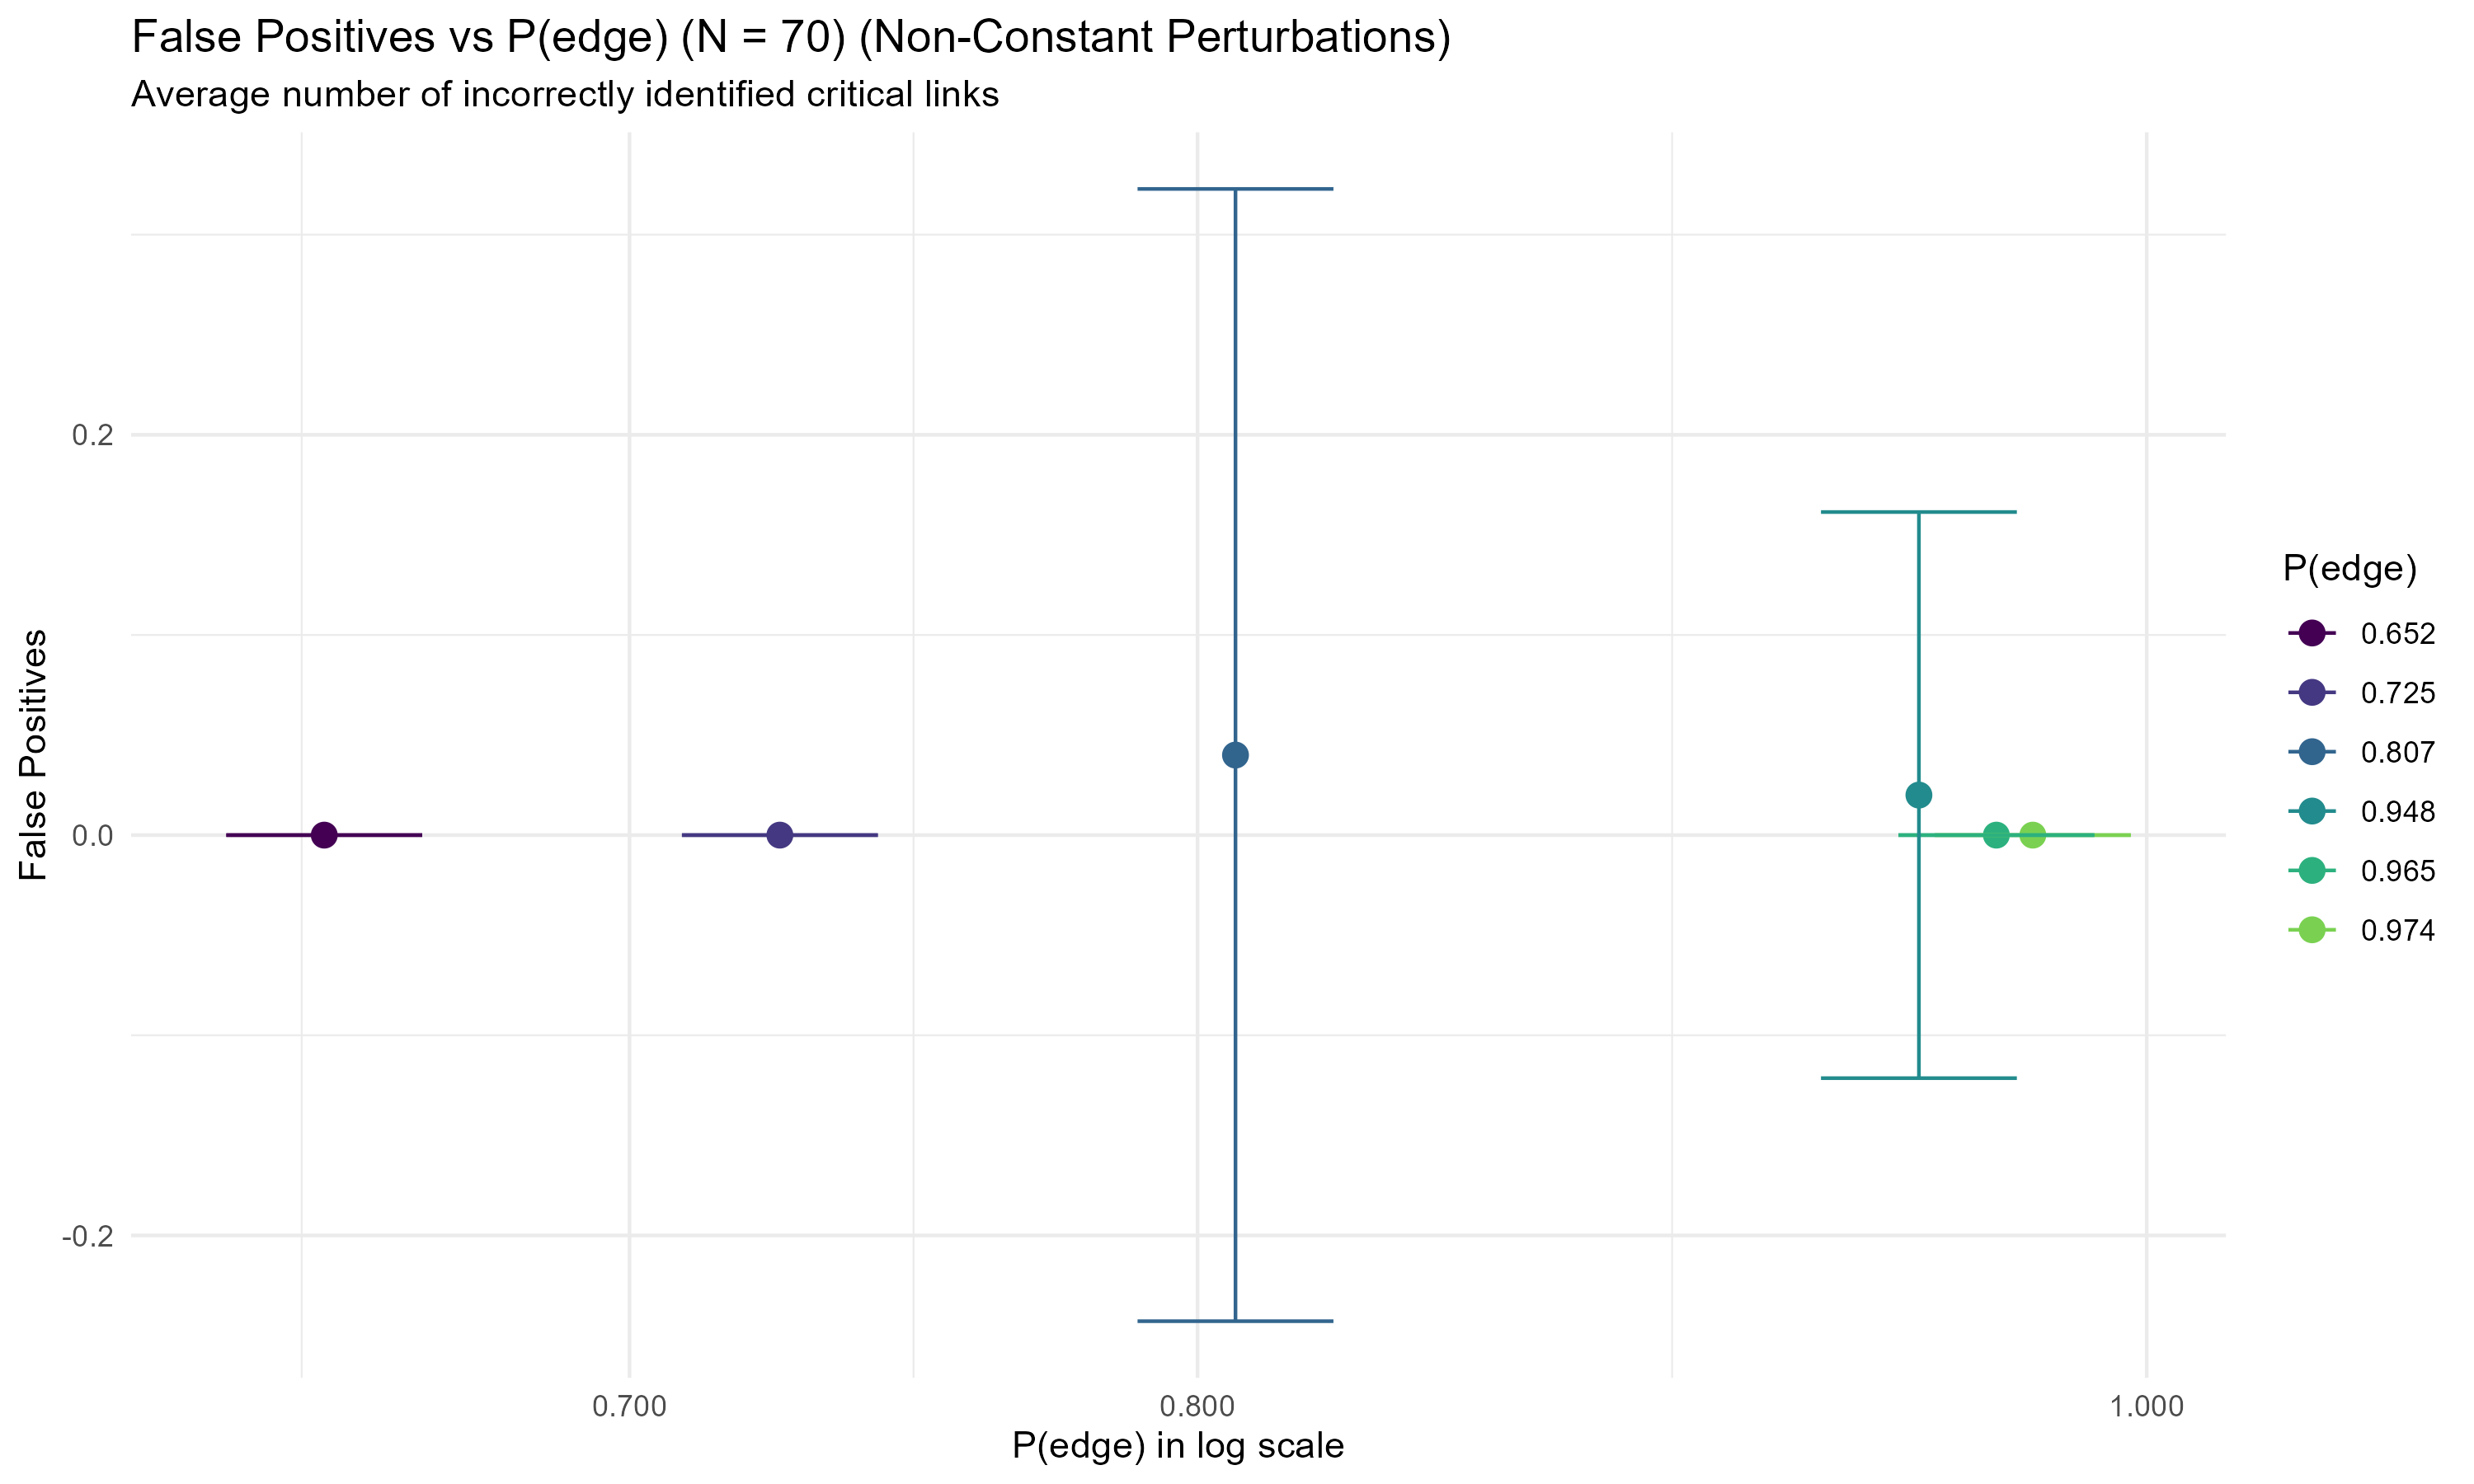 False Positives vs P(edge) (N = 70) (Non-Constant Perturbations)
Average number of incorrectly identified critical links
False Positives
0.2
0.0
-0.2
0.700
0.800
1.000
P(edge) in log scale
P(edge)
0.652
0.725
0.807
0.948
0.965
0.974